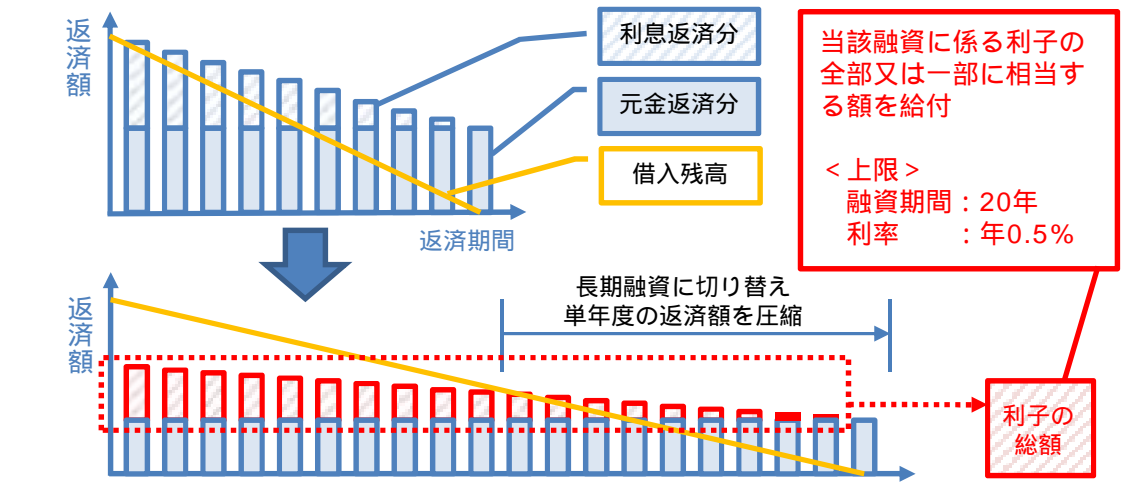 返済額
利息返済分
元金返済分
借入残高
返済期間
当該融資に係る利子の
全部又は一部に相当す
る額を給付
＜上限＞
融資期間：20年
利率　　：年0.5％
返済額
長期融資に切り替え
単年度の返済額を圧縮
利子の
総額